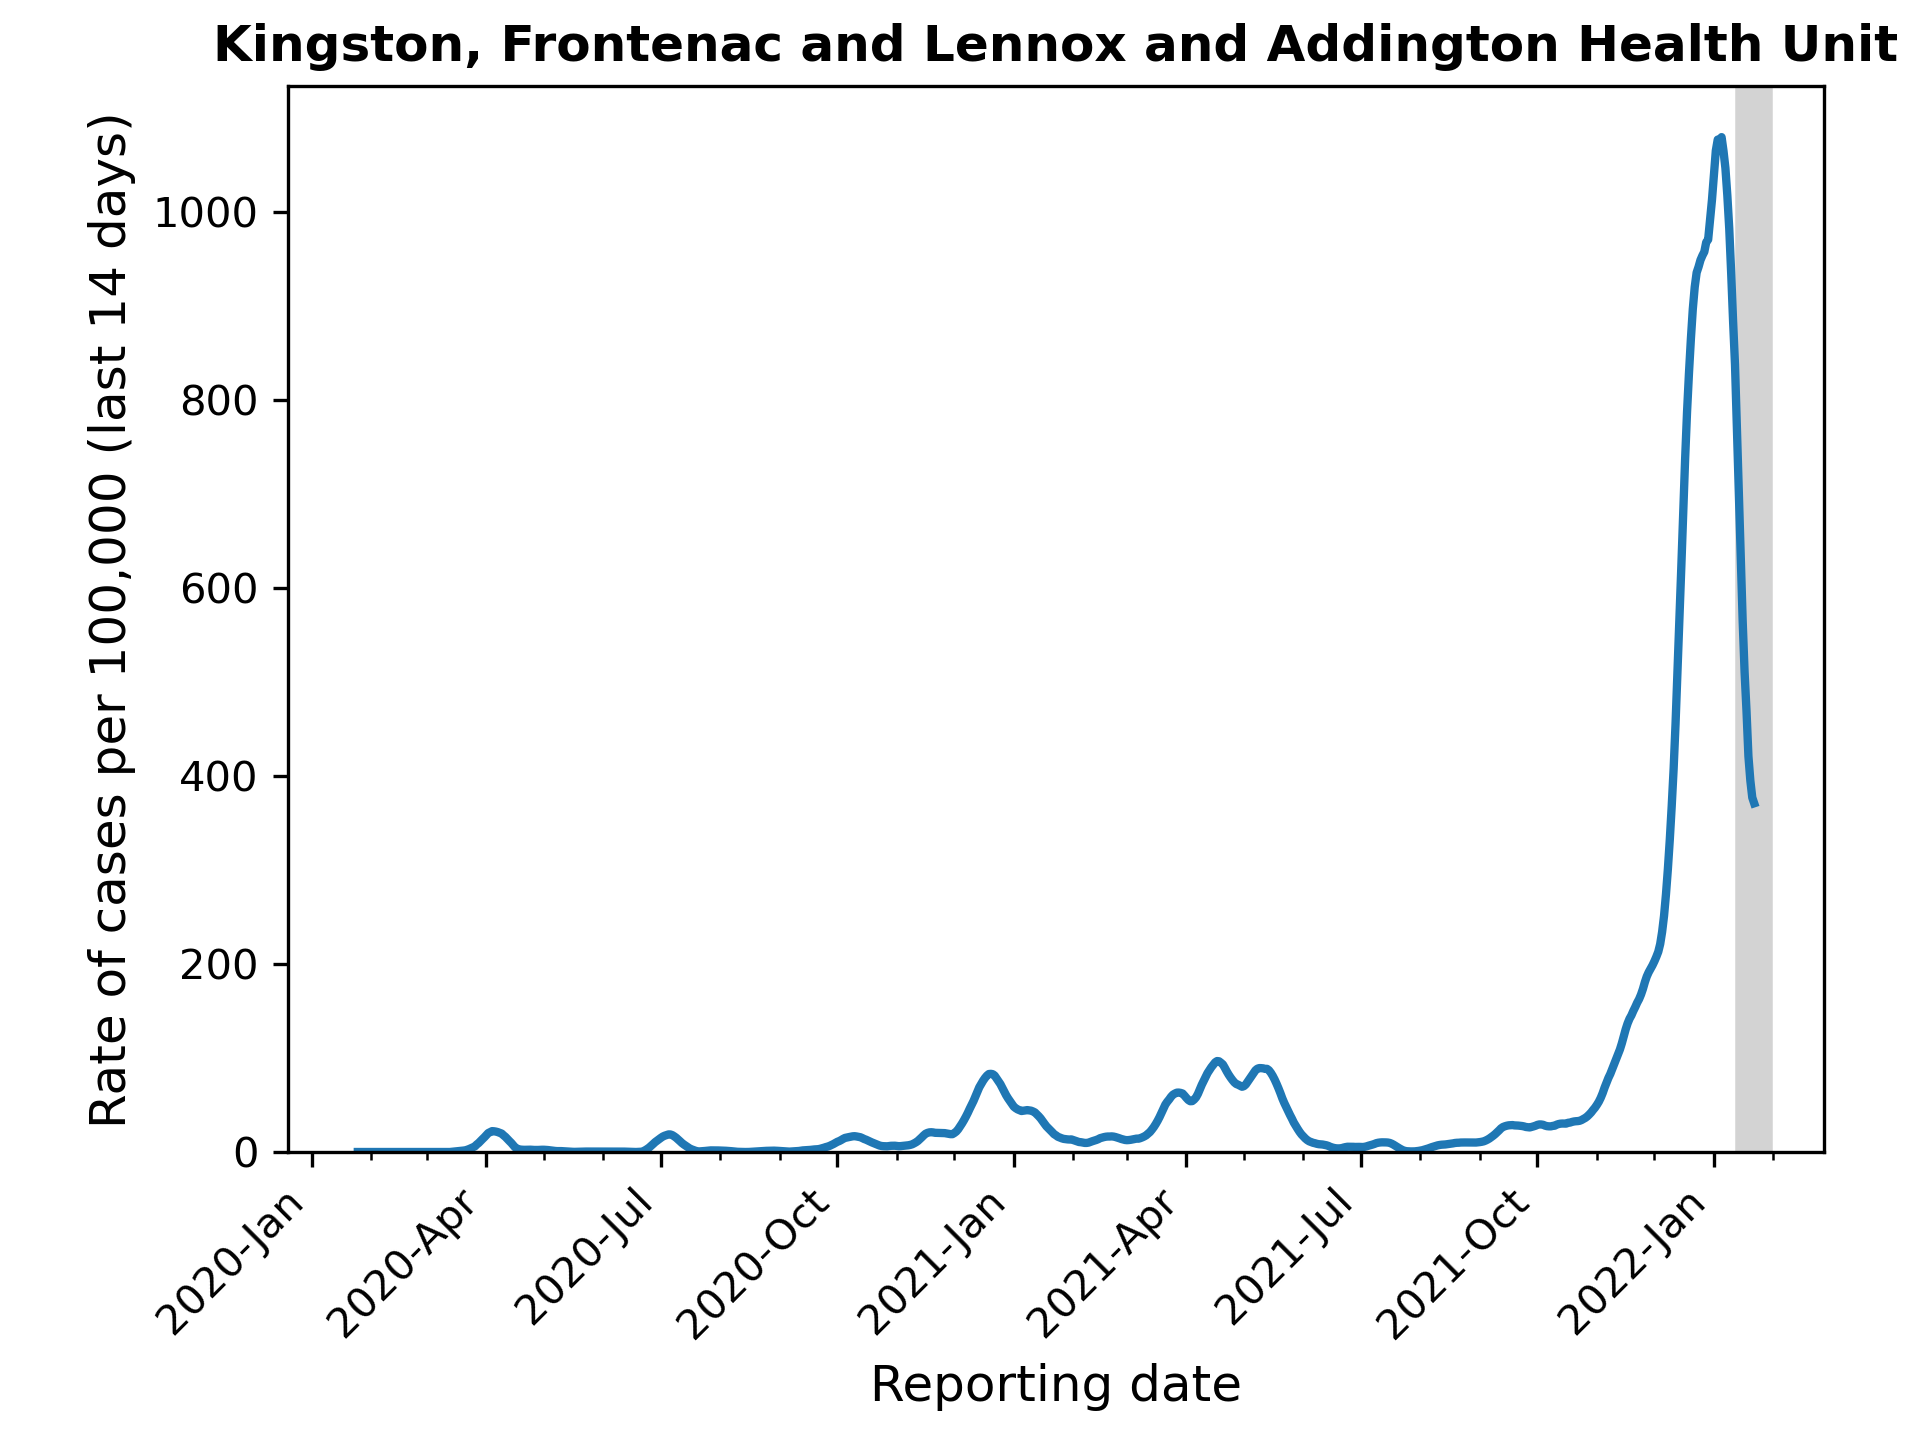 Kingston, Frontenac and Lennox and Addington Health Unit
Rate of cases per 100,000 (last 14 days)
1000
800
600
400
200
0
2020-Jan
2020-Apr
2020-Jul
2020-Oct
2021-Jan
2021-Apr
2021-Jul
2021-Oct
2022-Jan
Reporting date